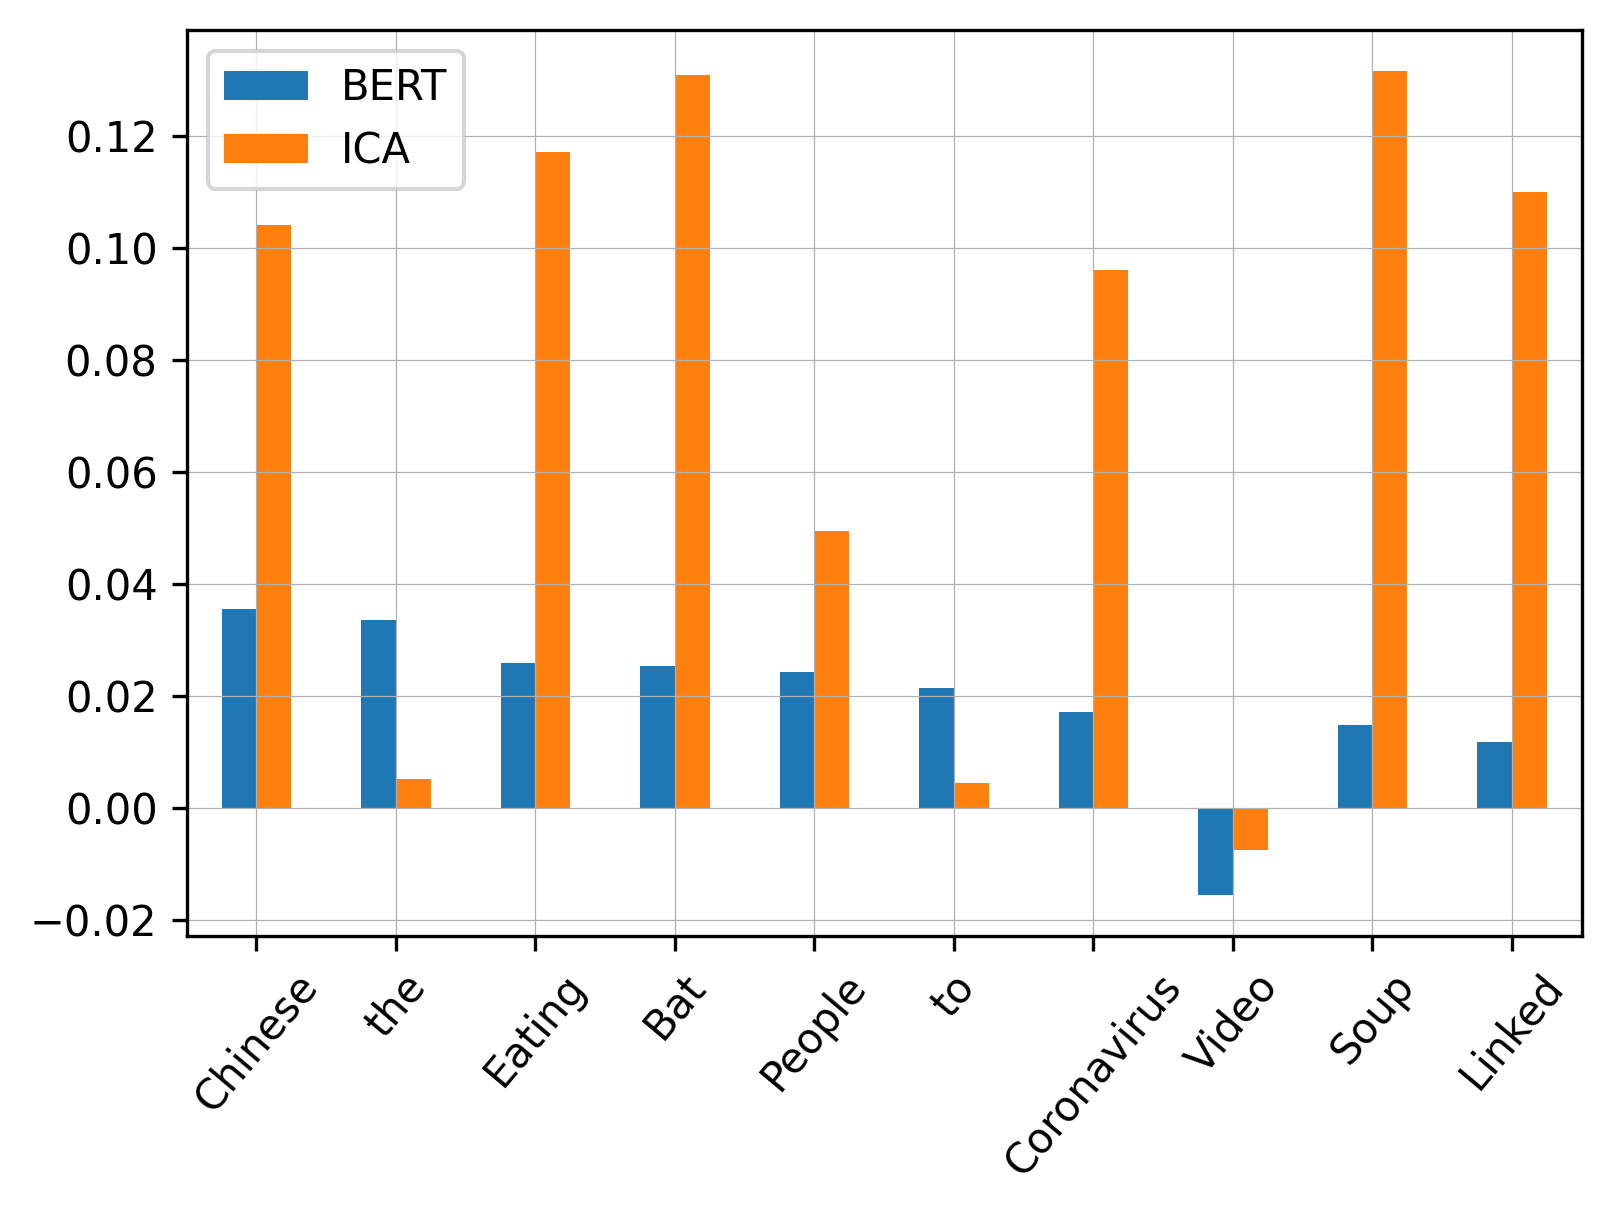 BERT
ICA
0.12
0.10
0.08
0.06
0.04
0.02
0.00
−0.02
Chinese
the
Eating
Bat
People
to
Coronavirus
Video
Soup
Linked